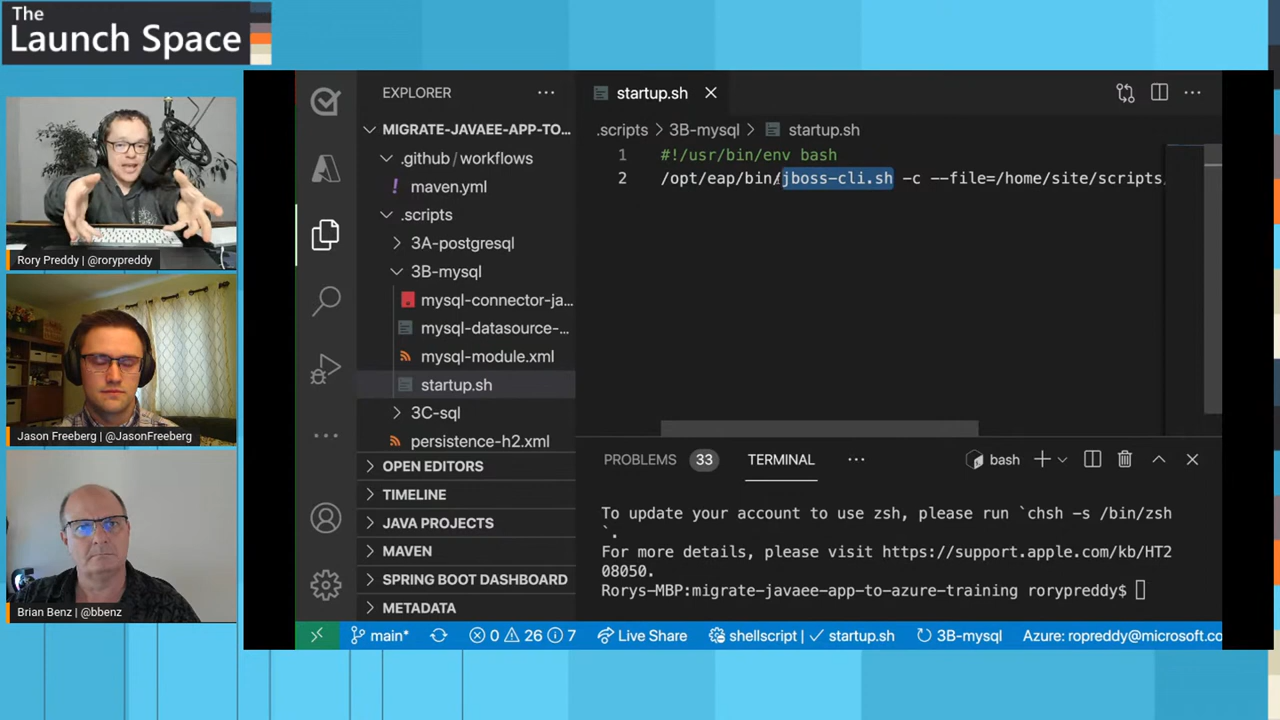 The
Launch Space
Rory Preddy | @rorypreddy
Jason Freeberg | @JasonFreeberg
Brian Benz | @bbenz
EXPLORER
MIGRATE-JAVAEE-APP-TO...
.github/workflows
maven.yml
.scripts
3A-postgresql
3B-mysql
mysql-connector-ja...
mysql-datasource-...
mysql-module.xml
startup.sh
3C-sql
persistence-h2.xml
OPEN EDITORS
TIMELINE
JAVA PROJECTS
MAVEN
SPRING BOOT DASHBOARD
METADATA
startup.sh
.scripts > 3B-mysql > startup.sh
1 #!/usr/bin/env bash
2 /opt/eap/bin/jboss-cli.sh -c --file=/home/site/scripts/
PROBLEMS 33 TERMINAL ... bash
To update your account to use zsh, please run `chsh -s /bin/zsh
`.
For more details, please visit https://support.apple.com/kb/HT2
08050.
Rorys-MBP:migrate-javaee-app-to-azure-training rorypreddy$
main* 0 26 7 Live Share shellscript | ✓ startup.sh 3B-mysql Azure: ropreddy@microsoft.co